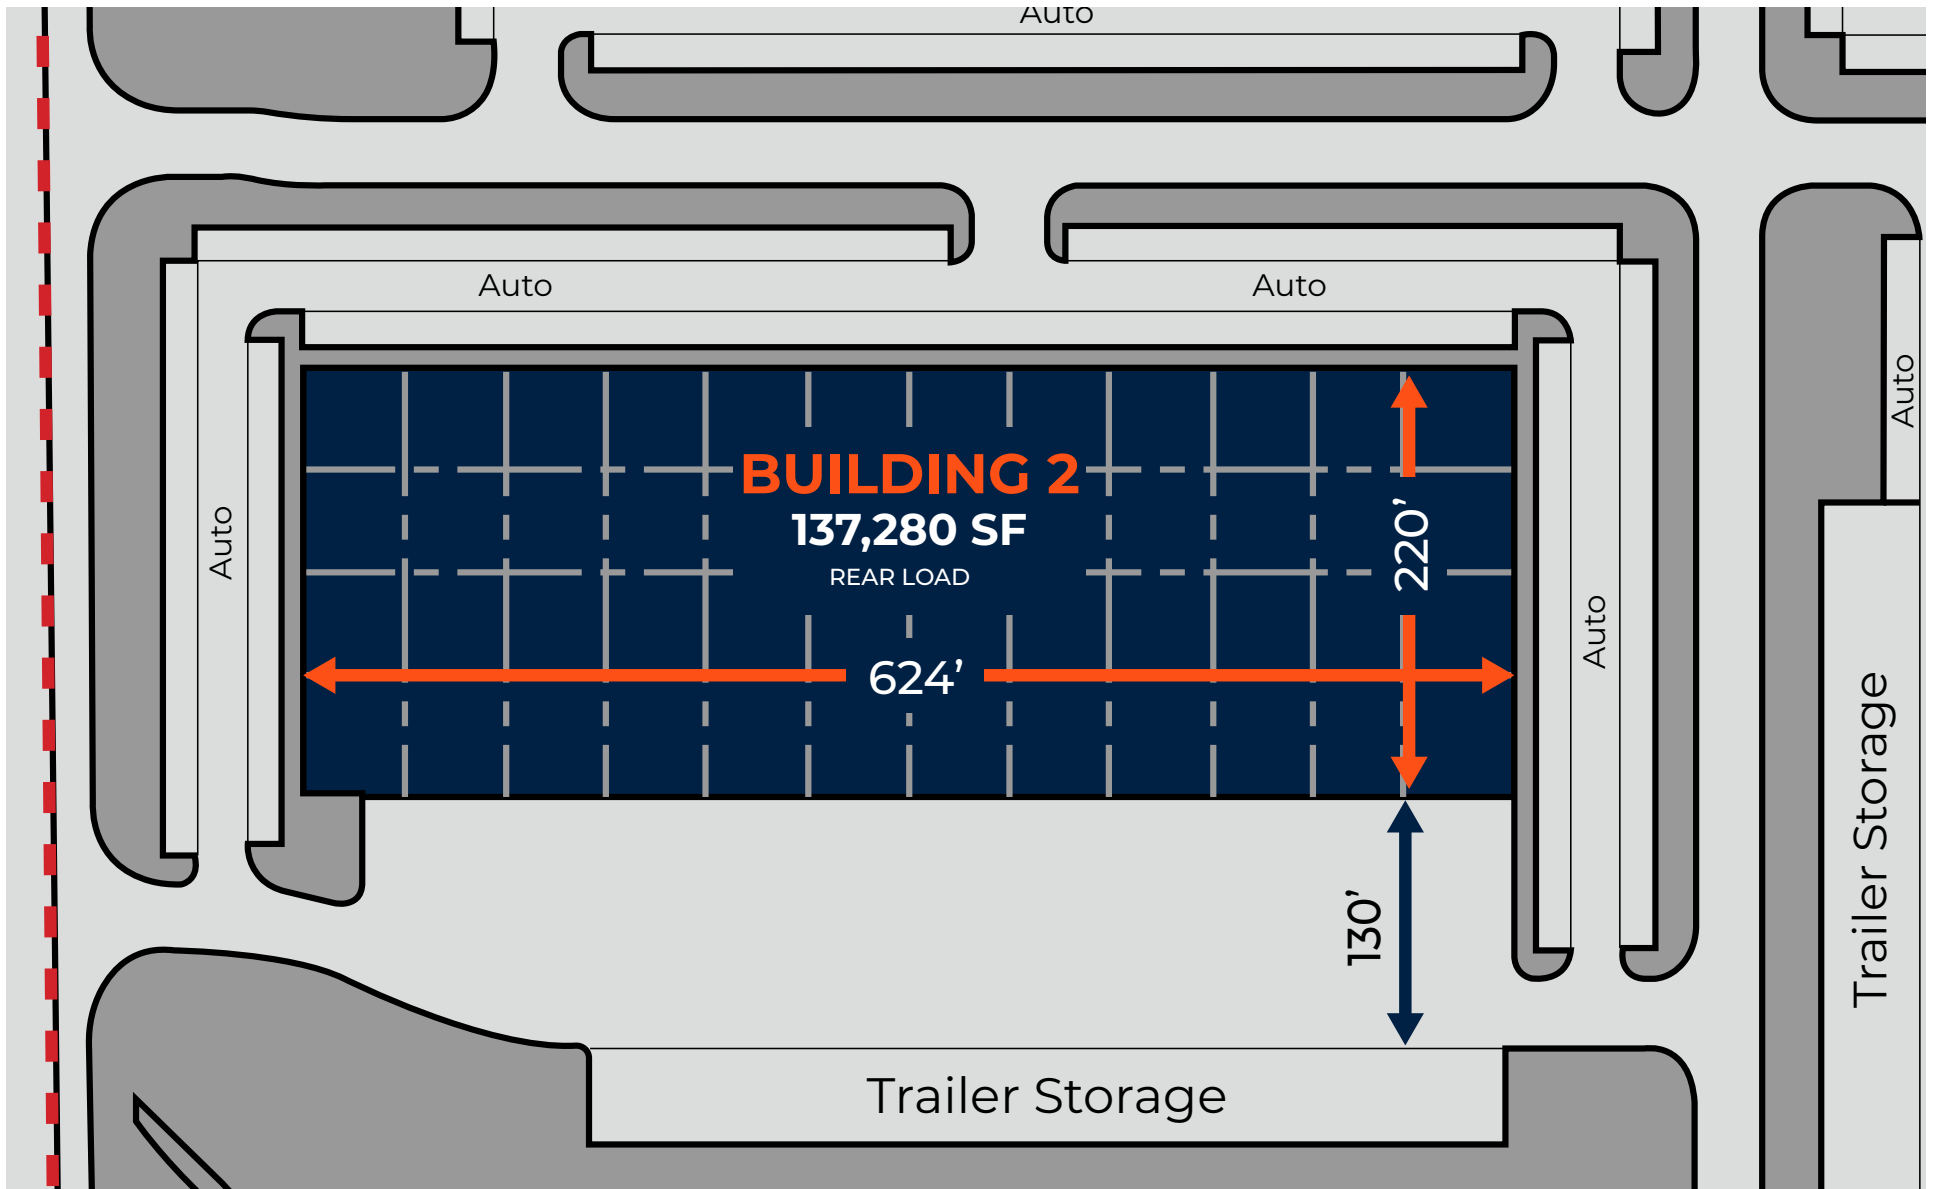 Auto
Auto
Auto
Auto
BUILDING 2
137,280 SF
REAR LOAD
220’
Auto
Auto
624’
Trailer Storage
130’
Trailer Storage